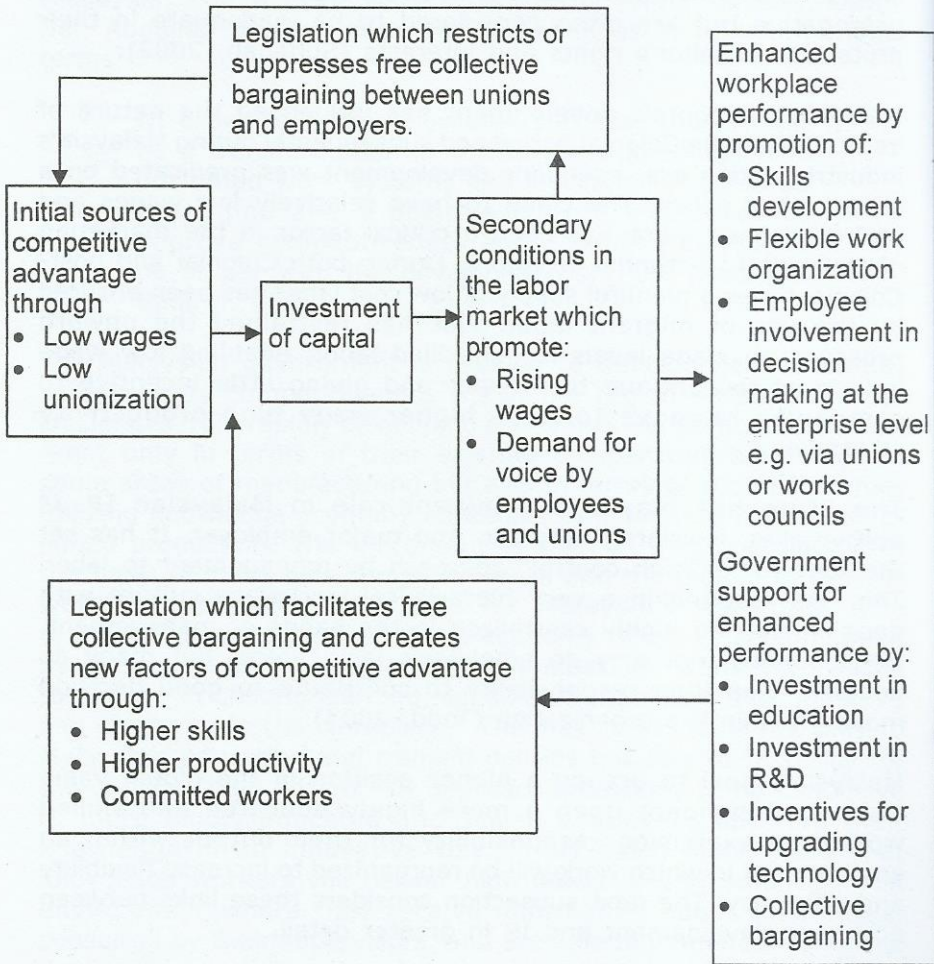 Legislation which restricts or
suppresses free collective
bargaining between unions
and employers.
Initial sources of
competitive
advantage
through
• Low wages
• Low
unionization
Investment
of capital
Secondary
conditions in
the labor
market which
promote:
• Rising
wages
• Demand for
voice by
employees
and unions
Enhanced
workplace
performance by
promotion of:
• Skills
development
• Flexible work
organization
• Employee
involvement in
decision
making at the
enterprise level
e.g. via unions
or works
councils
Government
support for
enhanced
performance by:
• Investment in
education
• Investment in
R&D
• Incentives for
upgrading
technology
• Collective
bargaining
Legislation which facilitates free
collective bargaining and creates
new factors of competitive advantage
through:
• Higher skills
• Higher productivity
• Committed workers